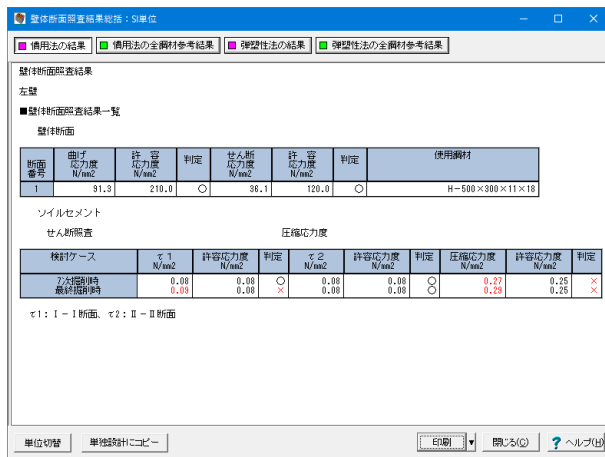 壁体断面照査結果総括：SI単位
慣用法の結果 慣用法の全鋼材参考結果 弾塑性法の結果 弾塑性法の全鋼材参考結果
壁体断面照査結果
左壁
■壁体断面照査結果一覧
壁体断面
断面番号 曲げ応力度 N/mm2 許容応力度 N/mm2 判定 せん断応力度 N/mm2 許容応力度 N/mm2 判定 使用鋼材
1 91.3 210.0 ○ 36.1 120.0 ○ H－500×300×11×18
ソイルセメント
せん断照査 圧縮応力度
検討ケース τ1 N/mm2 許容応力度 N/mm2 判定 τ2 N/mm2 許容応力度 N/mm2 判定 圧縮応力度 N/mm2 許容応力度 N/mm2 判定
7次掘削時 0.08 0.08 ○ 0.08 0.08 ○ 0.27 0.25 ×
最終掘削時 0.09 0.08 × 0.08 0.08 ○ 0.29 0.25 ×
τ1：Ⅰ－Ⅰ断面、τ2：Ⅱ－Ⅱ断面
単位切替 単独設計にコピー 印刷 閉じる(C) ? ヘルプ(H)